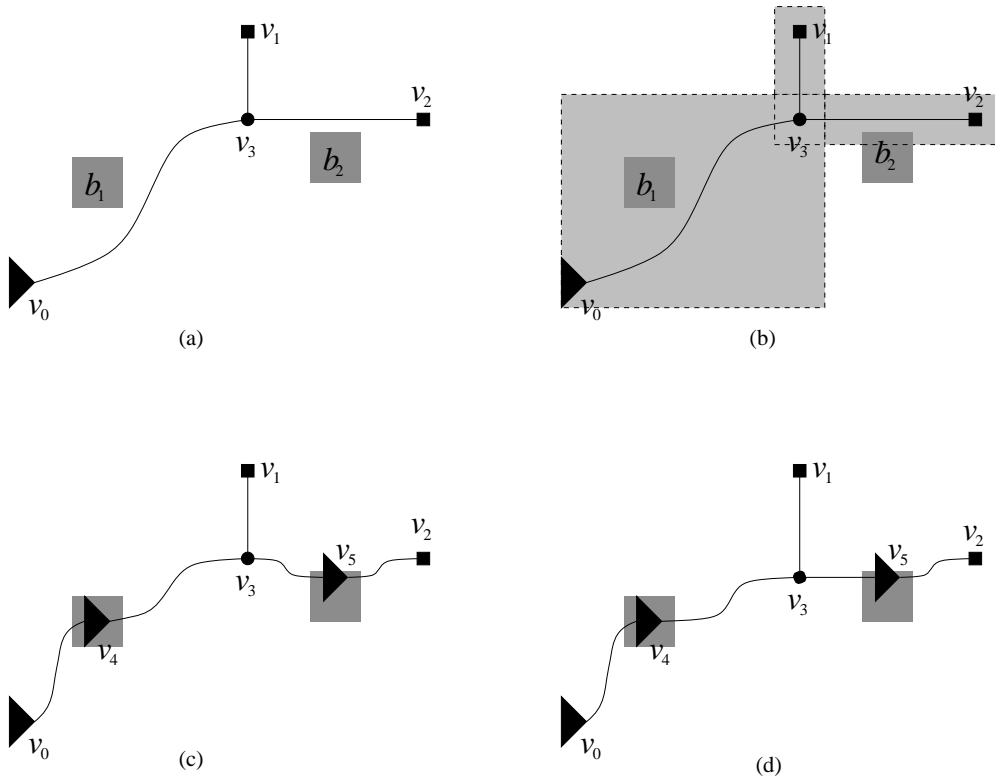 v₁
v₂
v₃
b₁
b₂
v₀
(a)
v₁
v₂
v₃
b₁
b₂
v₀
(b)
v₁
v₂
v₅
v₃
v₄
v₀
(c)
v₁
v₂
v₅
v₃
v₄
v₀
(d)